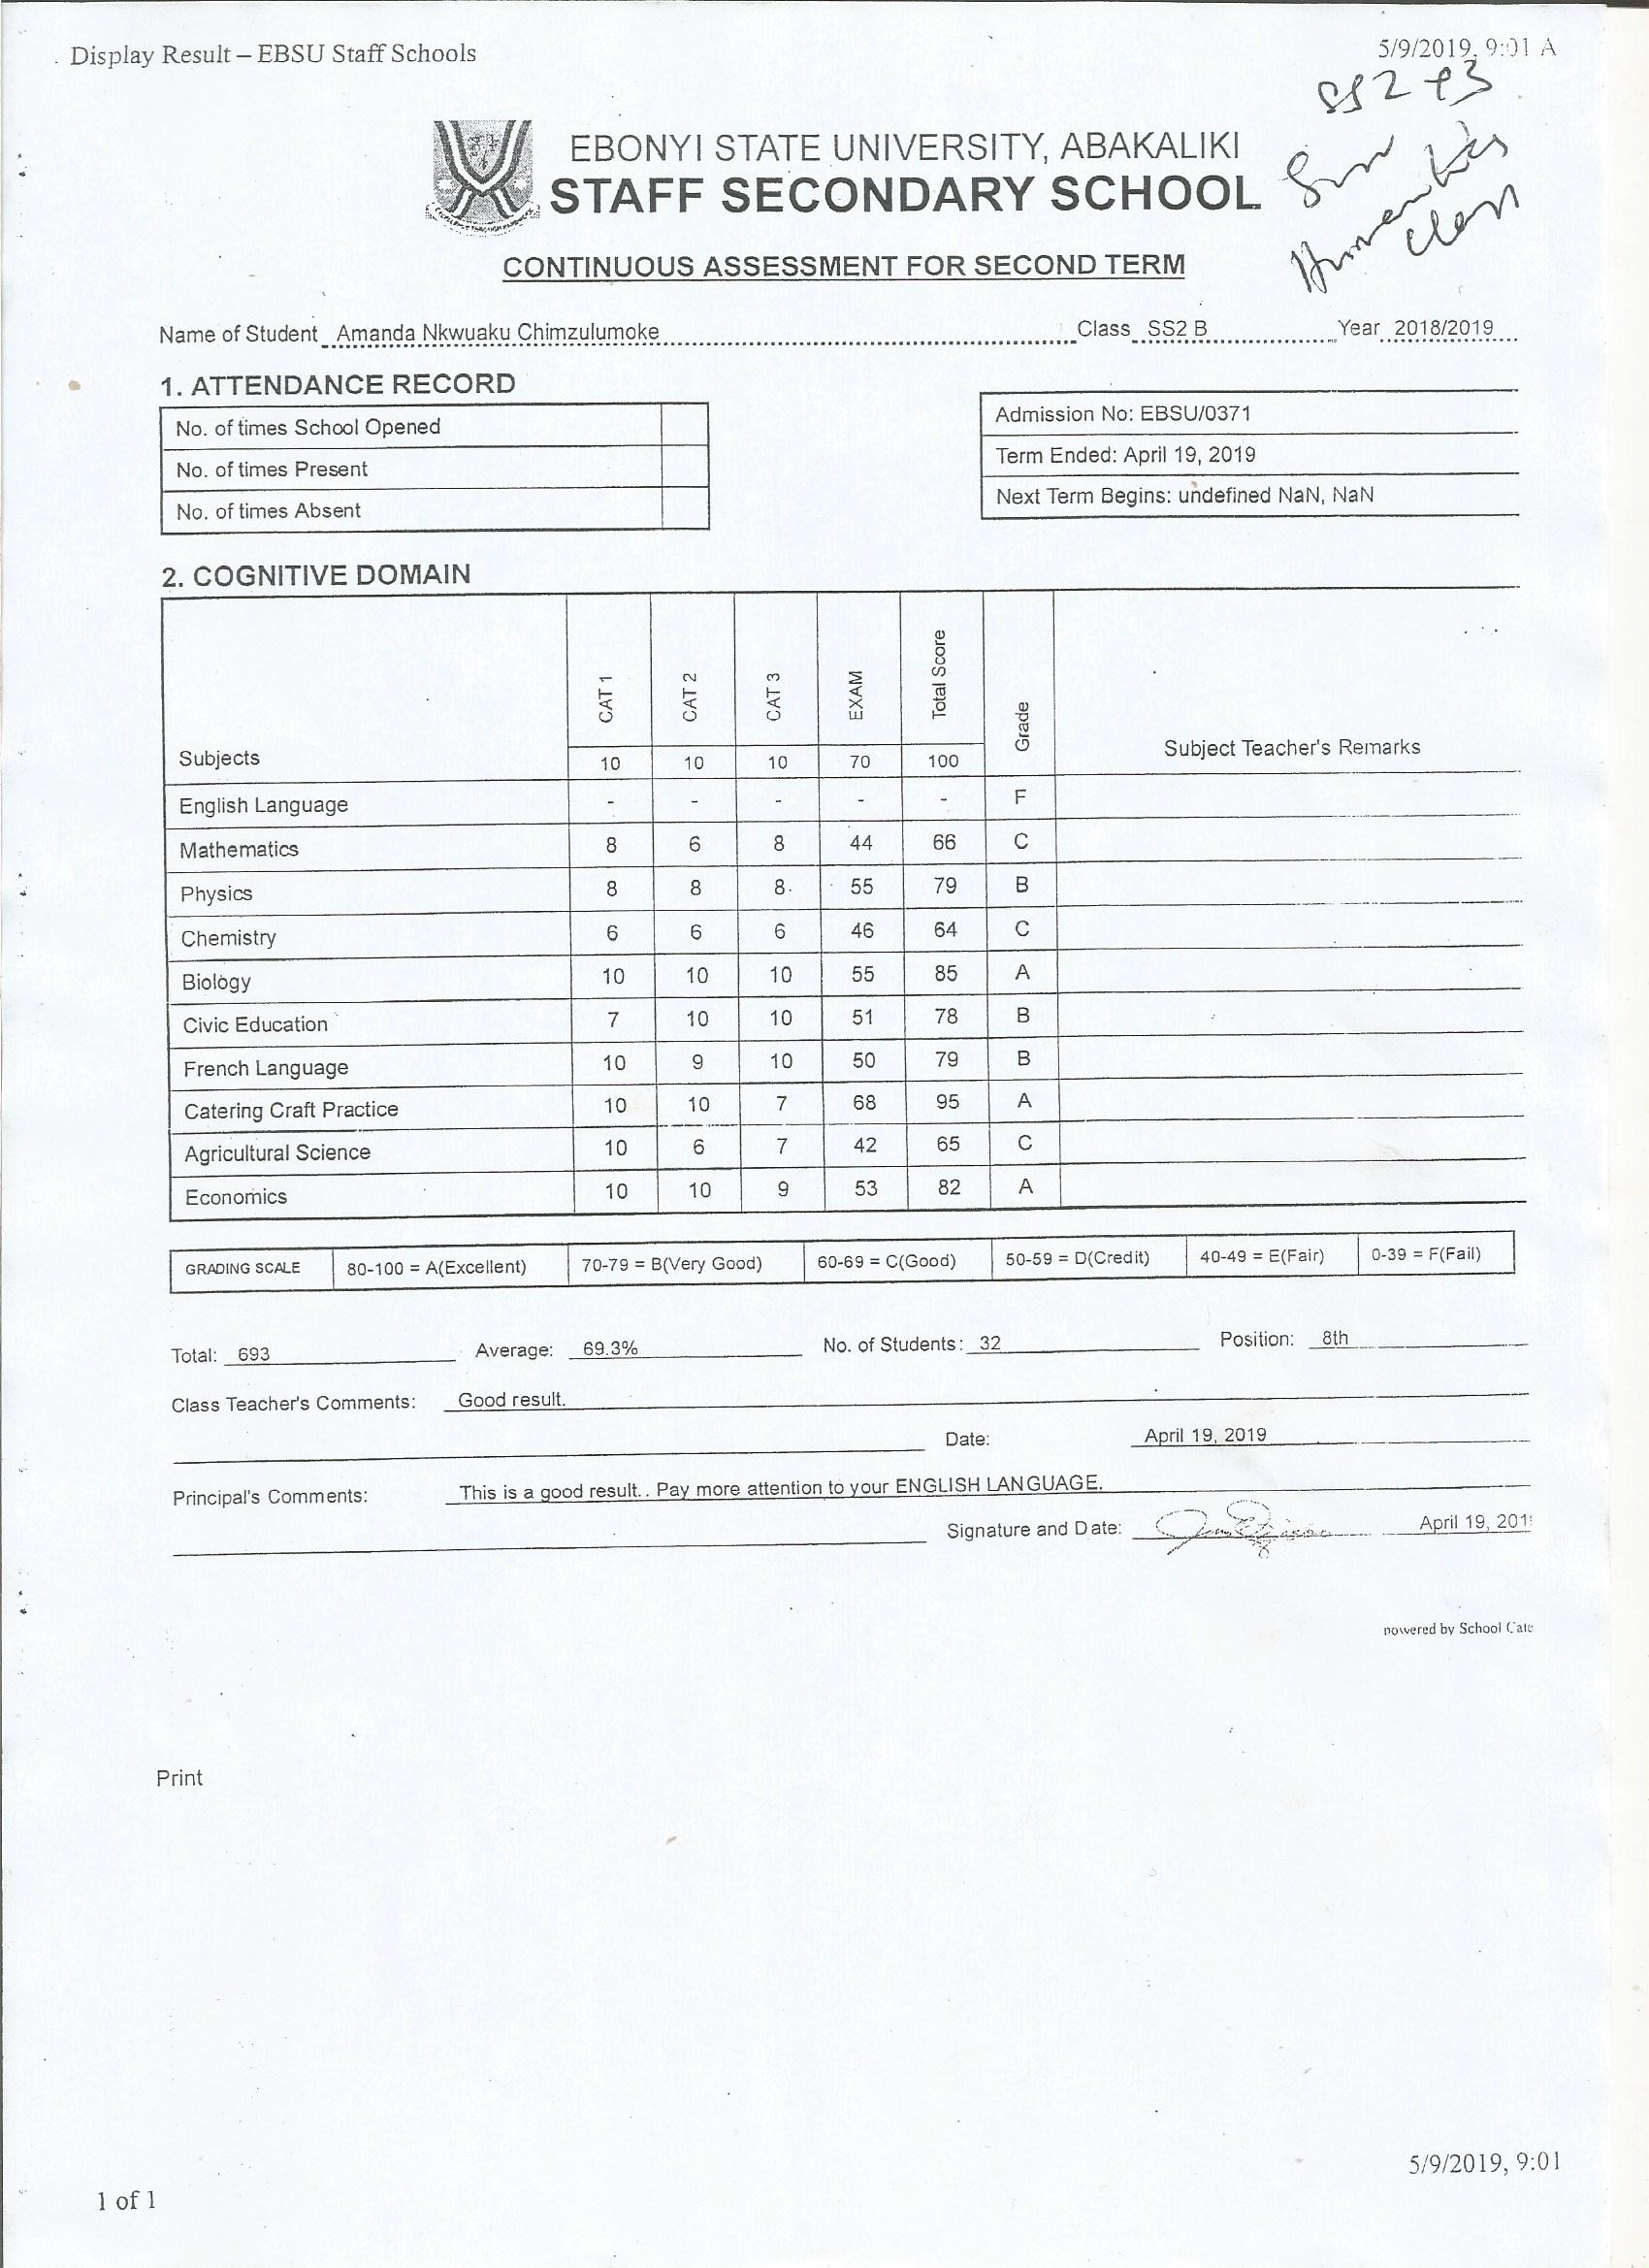 Display Result – EBSU Staff Schools 5/9/2019, 9:01 A
SS2
EBONYI STATE UNIVERSITY, ABAKALIKI
STAFF SECONDARY SCHOOL
Humanities
Class
CONTINUOUS ASSESSMENT FOR SECOND TERM
Name of Student Amanda Nkwuaku Chimzulumoke Class SS2 B Year 2018/2019
1. ATTENDANCE RECORD
No. of times School Opened
No. of times Present
No. of times Absent
Admission No: EBSU/0371
Term Ended: April 19, 2019
Next Term Begins: undefined NaN, NaN
2. COGNITIVE DOMAIN
Subjects CAT 1 CAT 2 CAT 3 EXAM Total Score Grade Subject Teacher's Remarks
10 10 10 70 100
English Language - - - - - F
Mathematics 8 6 8 44 66 C
Physics 8 8 8 55 79 B
Chemistry 6 6 6 46 64 C
Biology 10 10 10 55 85 A
Civic Education 7 10 10 51 78 B
French Language 10 9 10 50 79 B
Catering Craft Practice 10 10 7 68 95 A
Agricultural Science 10 6 7 42 65 C
Economics 10 10 9 53 82 A
GRADING SCALE 80-100 = A(Excellent) 70-79 = B(Very Good) 60-69 = C(Good) 50-59 = D(Credit) 40-49 = E(Fair) 0-39 = F(Fail)
Total: 693 Average: 69.3% No. of Students: 32 Position: 8th
Class Teacher's Comments: Good result.
Date: April 19, 2019
Principal's Comments: This is a good result.. Pay more attention to your ENGLISH LANGUAGE.
Signature and Date: April 19, 201
powered by School Cate
Print
5/9/2019, 9:01
1 of 1